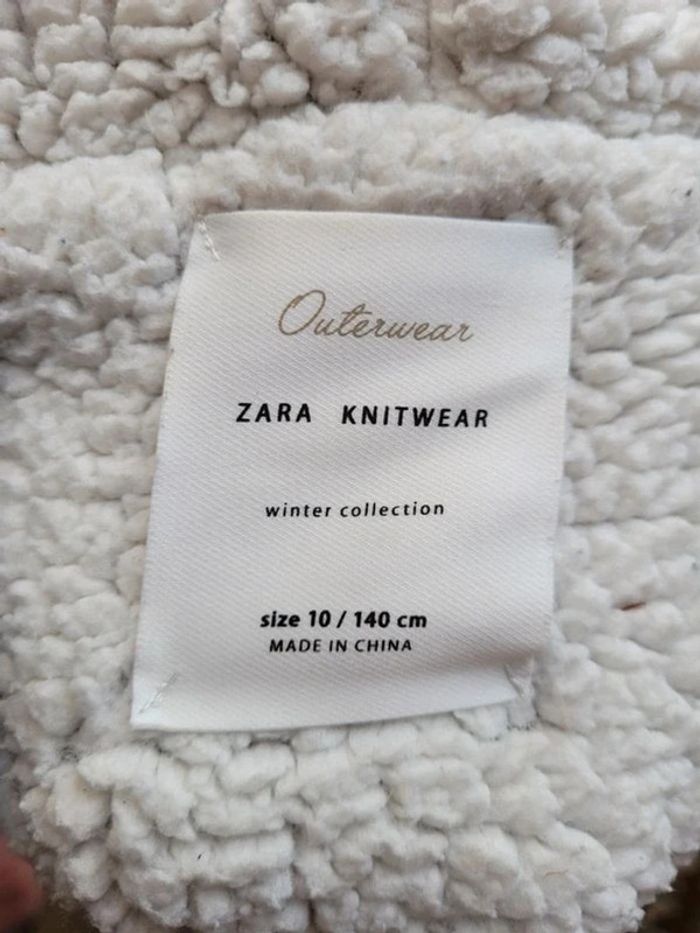 Outerwear
ZARA KNITWEAR
winter collection
size 10 / 140 cm
MADE IN CHINA